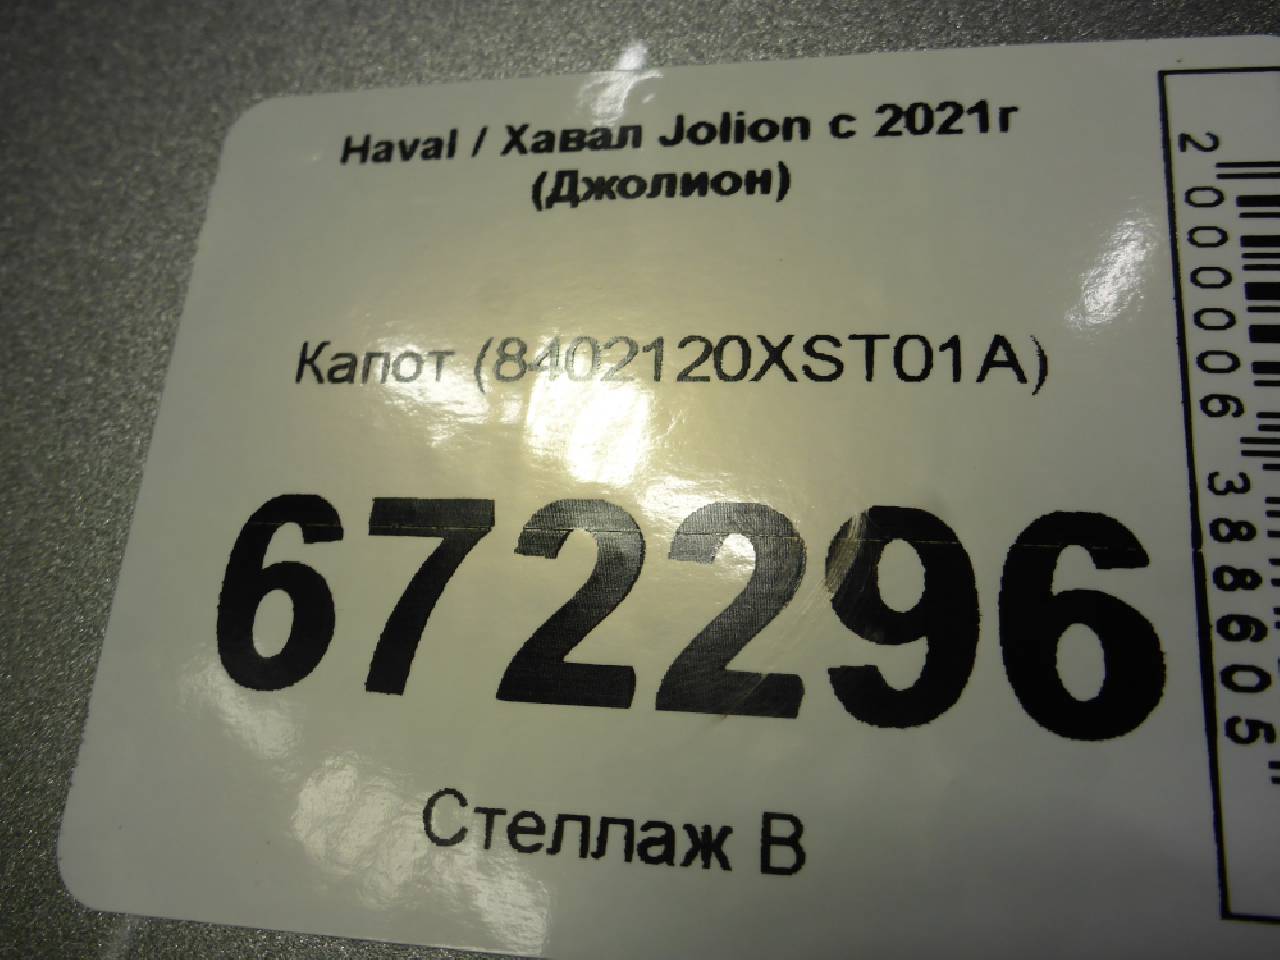 Haval / Хавал Jolion с 2021г
(Джолион)
Капот (8402120XST01A)
672296
Стеллаж В
2000006388605